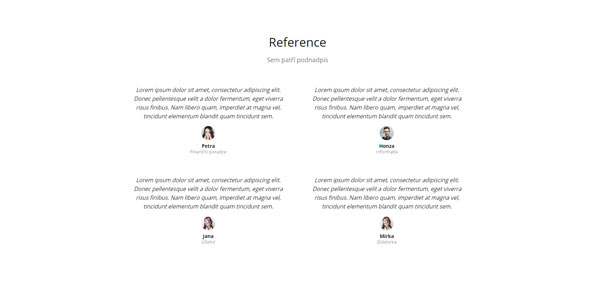 Reference
Sem patří podnadpis
Lorem ipsum dolor sit amet, consectetur adipiscing elit.
Donec pellentesque velit a dolor fermentum, eget viverra
risus finibus. Nam libero quam, imperdiet at magna vel,
tincidunt elementum blandit quam tincidunt sem.
Petra
Finanční poradce
Lorem ipsum dolor sit amet, consectetur adipiscing elit.
Donec pellentesque velit a dolor fermentum, eget viverra
risus finibus. Nam libero quam, imperdiet at magna vel,
tincidunt elementum blandit quam tincidunt sem.
Honza
Informatik
Lorem ipsum dolor sit amet, consectetur adipiscing elit.
Donec pellentesque velit a dolor fermentum, eget viverra
risus finibus. Nam libero quam, imperdiet at magna vel,
tincidunt elementum blandit quam tincidunt sem.
Jana
Účetní
Lorem ipsum dolor sit amet, consectetur adipiscing elit.
Donec pellentesque velit a dolor fermentum, eget viverra
risus finibus. Nam libero quam, imperdiet at magna vel,
tincidunt elementum blandit quam tincidunt sem.
Mirka